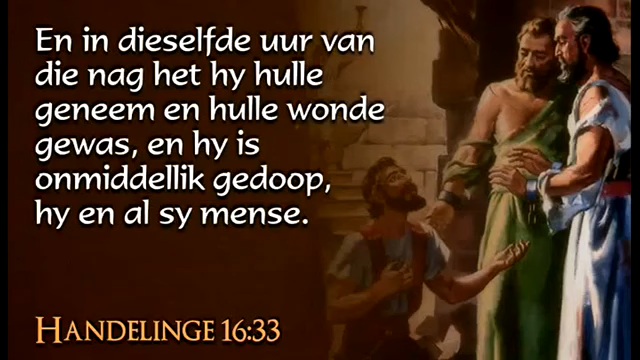 En in dieselfde uur van
die nag het hy hulle
geneem en hulle wonde
gewas, en hy is
onmiddellik gedoop,
hy en al sy mense.
HANDELINGE 16:33